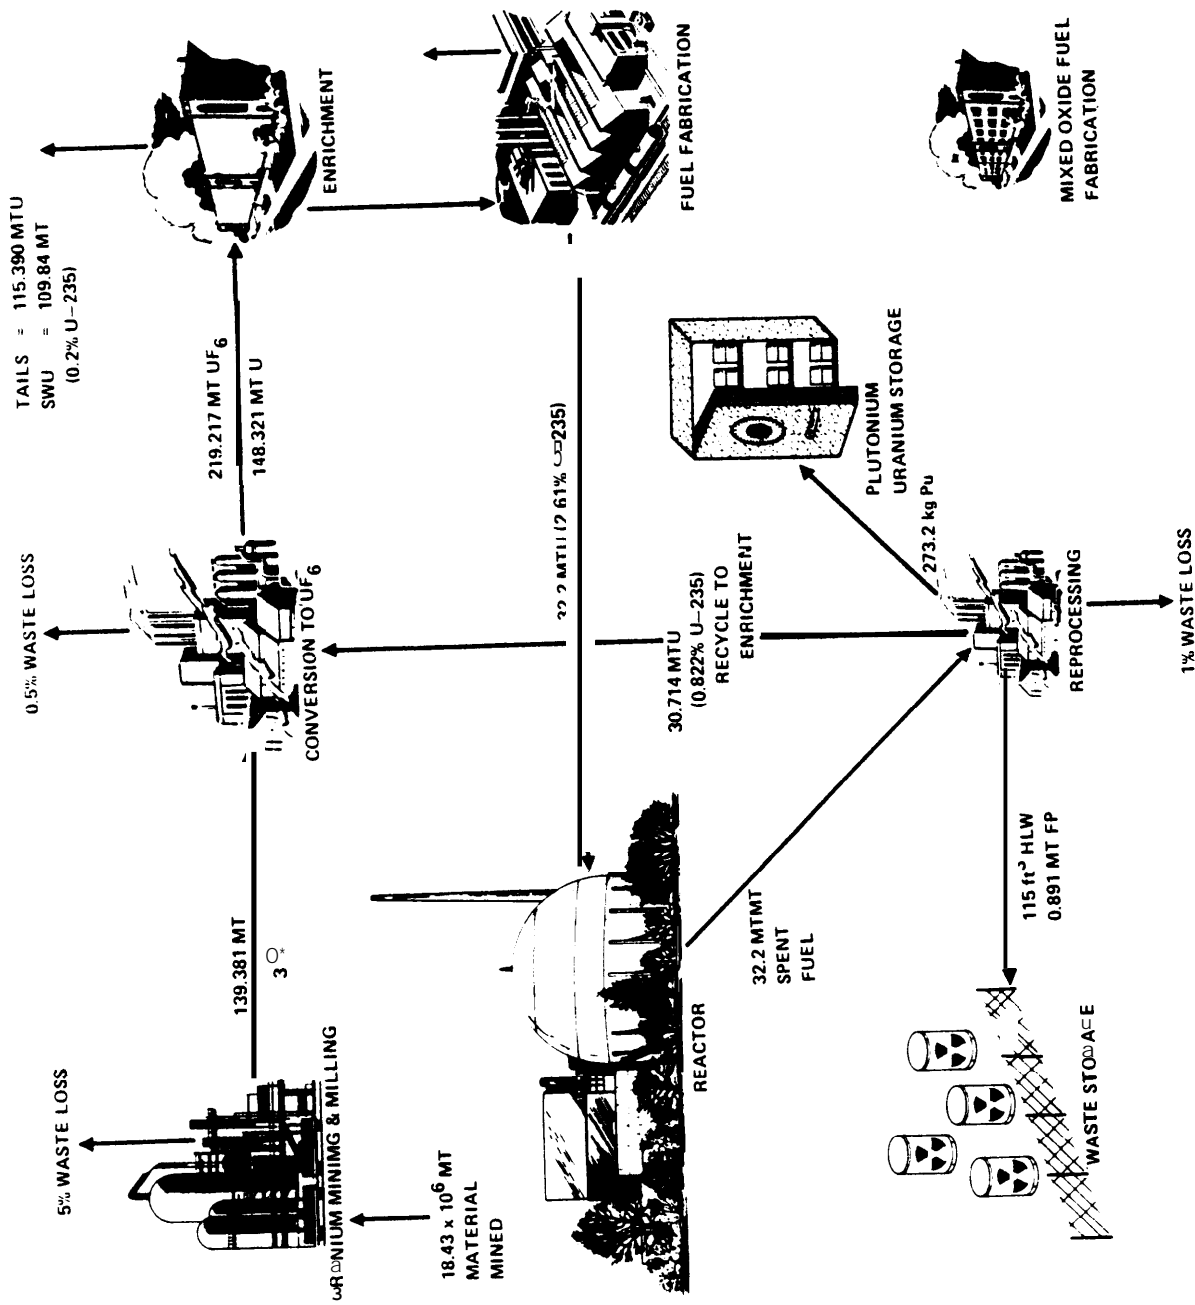 5% WASTE LOSS
MINIMG & MILLING
18.43 x 10⁶ MT
MATERIAL
MINED
139.381 MT
0.5% WASTE LOSS
CONVERSION TO UF₆
219.217 MT UF₆
148.321 MT U
TAILS = 115.390 MTU
SWU = 109.84 MT
(0.2% U–235)
ENRICHMENT
FUEL FABRICATION
MTU (2.61%
REACTOR
32.2 MTMT
SPENT
FUEL
30.714 MTU
(0.822% U–235)
RECYCLE TO
ENRICHMENT
PLUTONIUM
URANIUM STORAGE
273.2 kg Pu
REPROCESSING
1% WASTE LOSS
115 ft³ HLW
0.891 MT FP
WASTE
MIXED OXIDE FUEL
FABRICATION